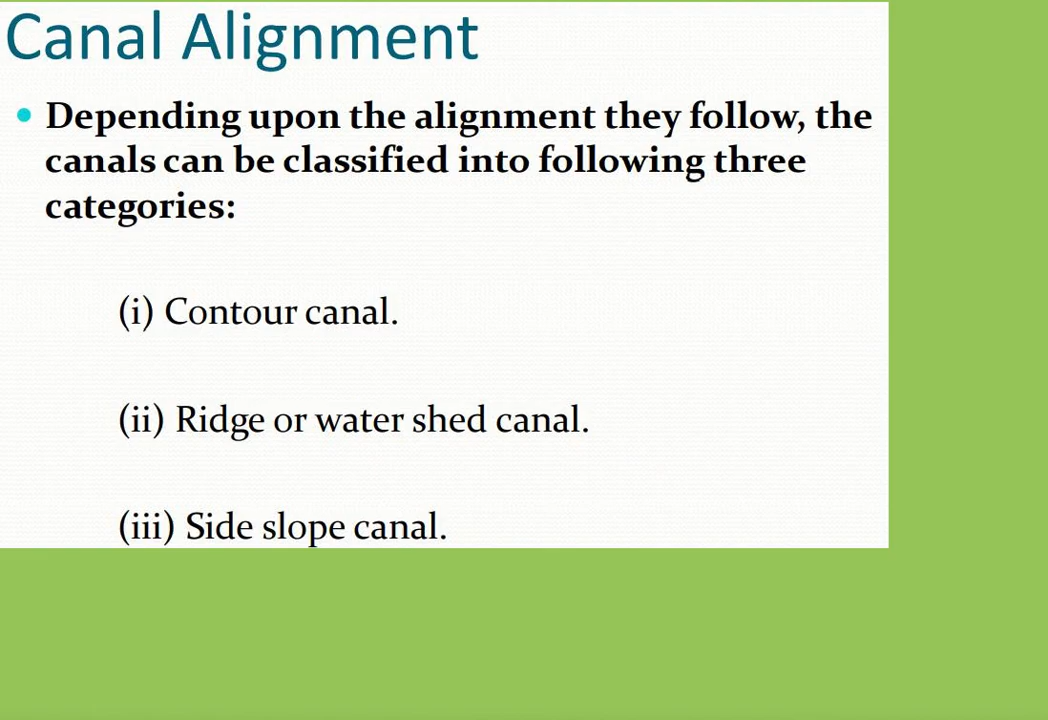 Canal Alignment
• Depending upon the alignment they follow, the
canals can be classified into following three
categories:
(i) Contour canal.
(ii) Ridge or water shed canal.
(iii) Side slope canal.